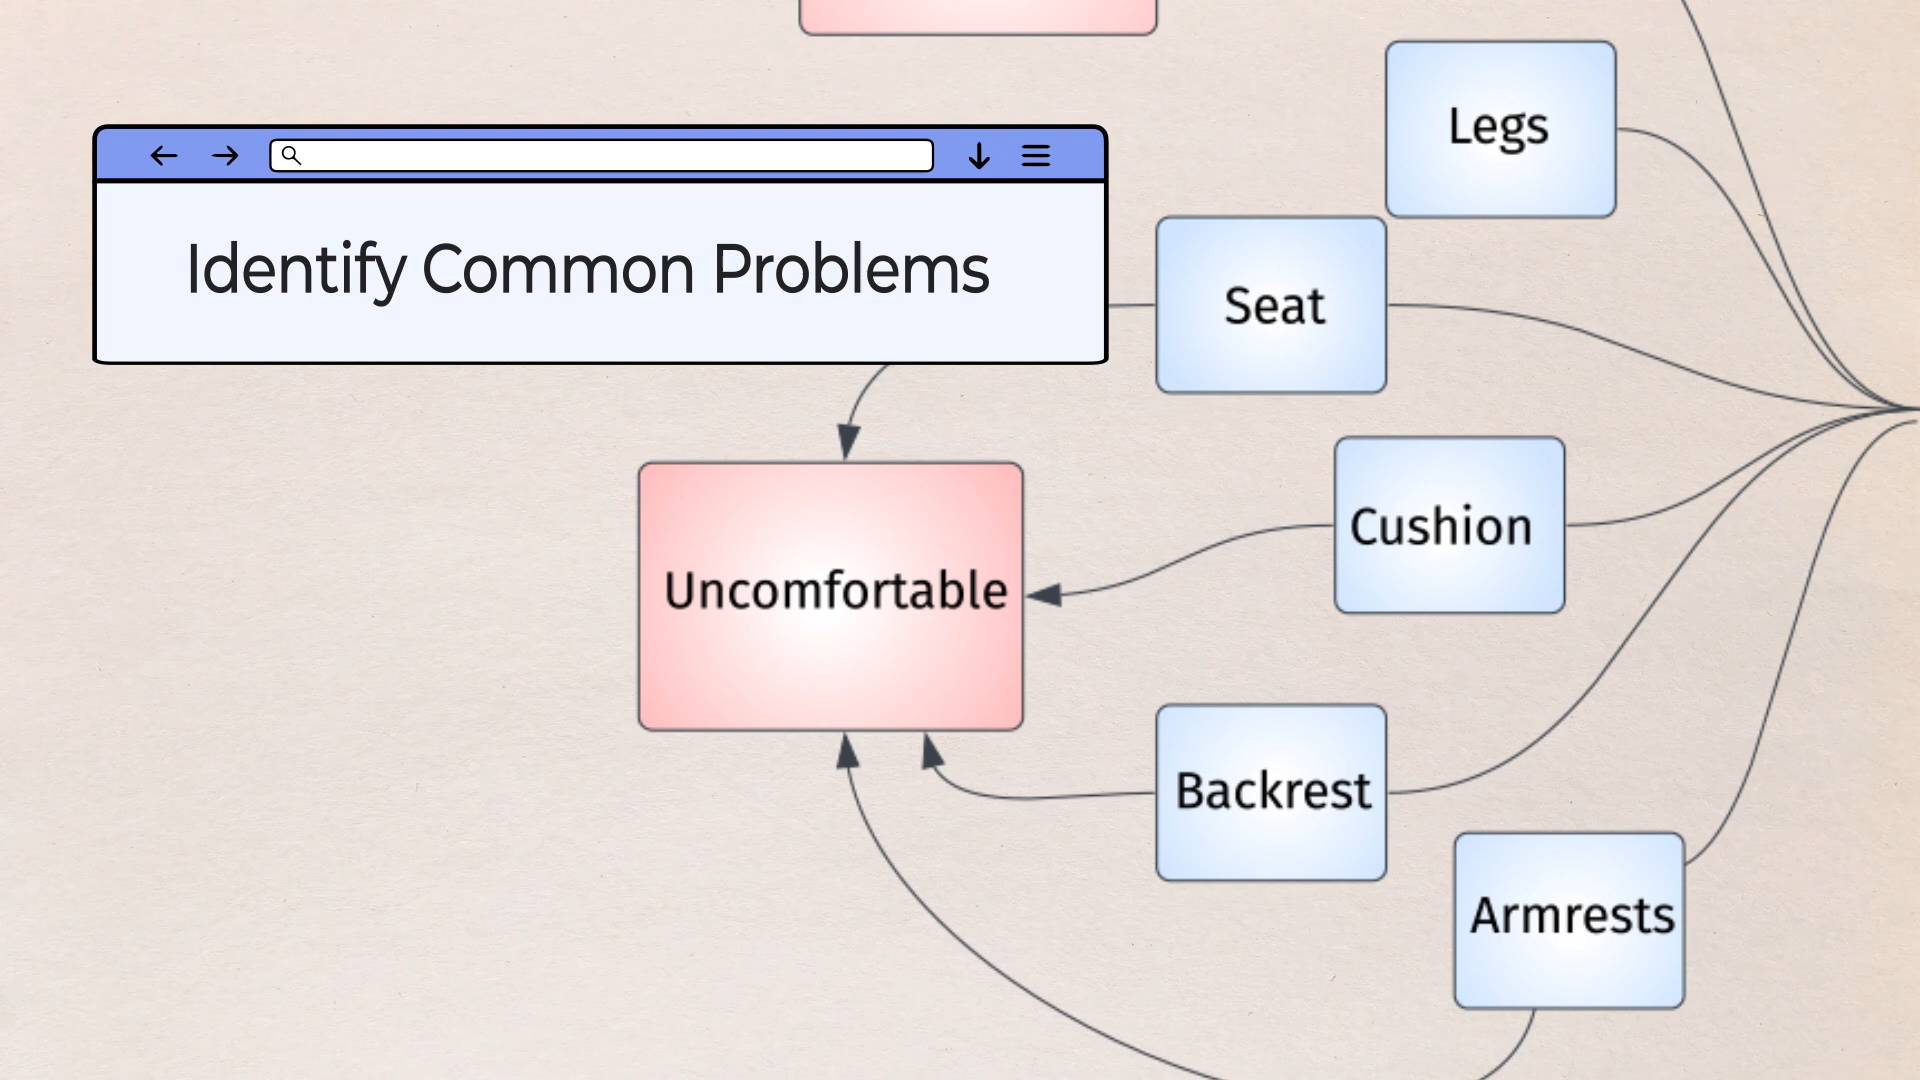 Identify Common Problems
Legs
Seat
Cushion
Uncomfortable
Backrest
Armrests